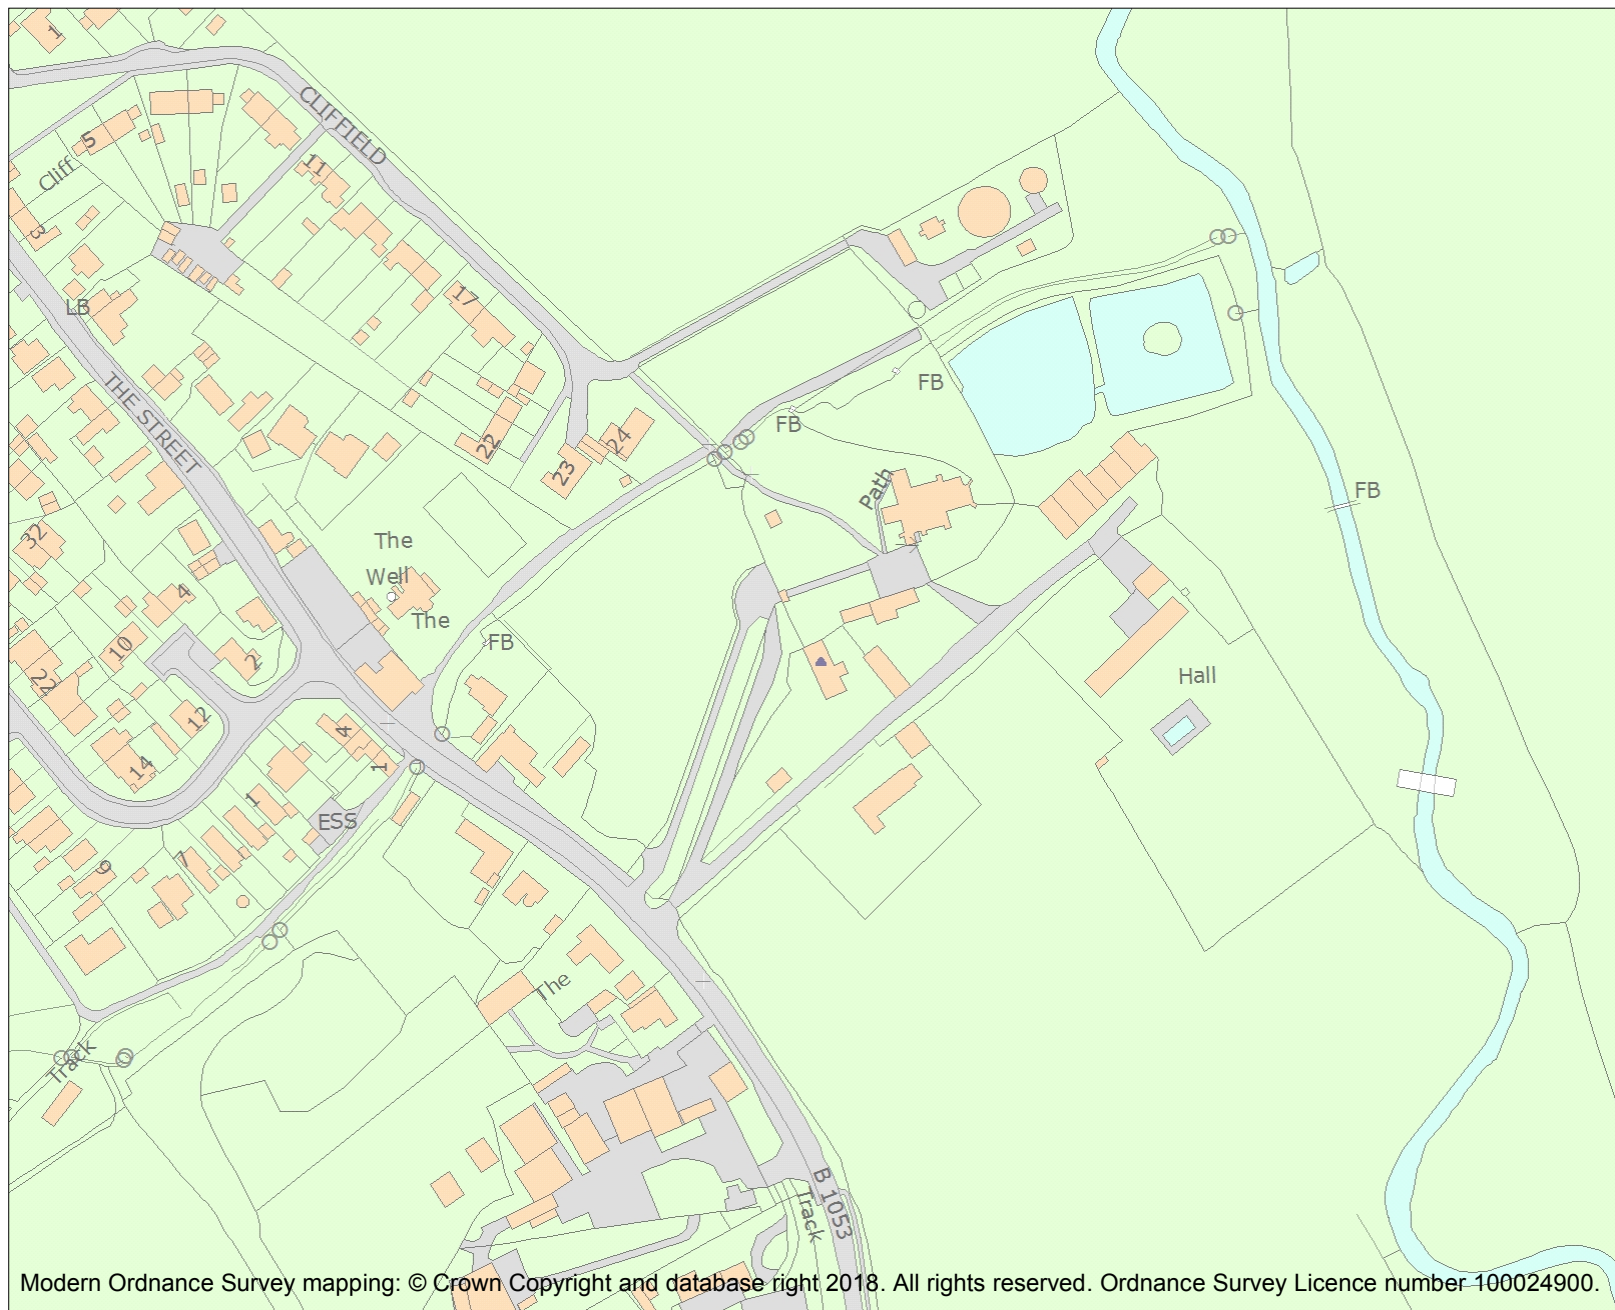 1
CLIFFIELD
5
Cliff
11
3
LB
17
THE STREET
FB
FB
22
24
23
Path
FB
32
The
Well
The
4
10
FB
2
22
Hall
12
4
1
14
1
ESS
7
9
The
Track
B 1053
Track
Modern Ordnance Survey mapping: © Crown Copyright and database right 2018. All rights reserved. Ordnance Survey Licence number 100024900.